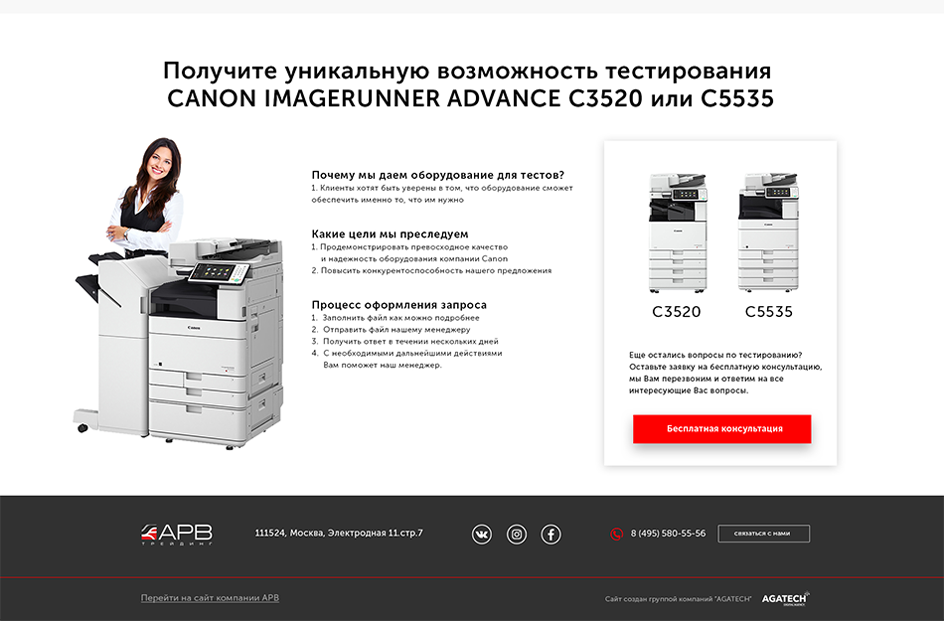 Получите уникальную возможность тестирования
CANON IMAGERUNNER ADVANCE C3520 или C5535
Почему мы даем оборудование для тестов?
1. Клиенты хотят быть уверены в том, что оборудование сможет
обеспечить именно то, что им нужно
Какие цели мы преследуем
1. Продемонстрировать превосходное качество
и надежность оборудования компании Canon
2. Повысить конкурентоспособность нашего предложения
Процесс оформления запроса
1. Заполнить файл как можно подробнее
2. Отправить файл нашему менеджеру
3. Получить ответ в течении нескольких дней
4. С необходимыми дальнейшими действиями
Вам поможет наш менеджер.
Canon
C3520
C5535
Еще остались вопросы по тестированию?
Оставьте заявку на бесплатную консультацию,
мы Вам перезвоним и ответим на все
интересующие Вас вопросы.
Бесплатная консультация
АРВ
ТРЕЙДИНГ
111524, Москва, Электродная 11.стр.7
8 (495) 580-55-56
связаться с нами
Перейти на сайт компании АРВ
Сайт создан группой компаний "AGATECH"
AGATECH